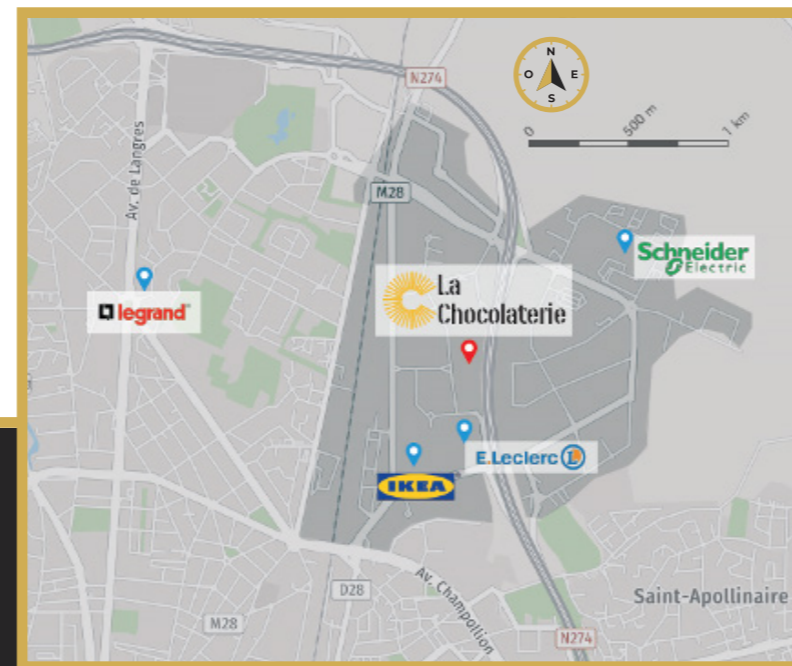 N274
N
O
E
S
0
500 m
1 km
Av. de Langres
M28
Schneider
Electric
La
Chocolaterie
legrand
E.Leclerc L
IKEA
D28
Av. Champollion
Saint-Apollinaire
M28
N274